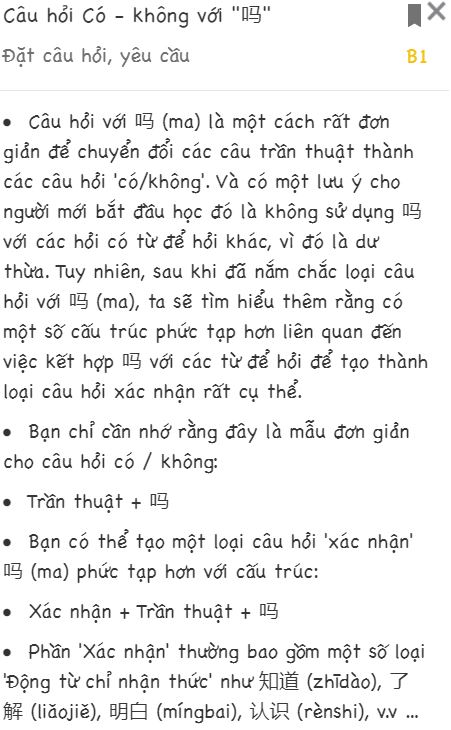 Câu hỏi Có – không với "吗"
Đặt câu hỏi, yêu cầu
B1
• Câu hỏi với 吗 (ma) là một cách rất đơn
giản để chuyển đổi các câu trần thuật thành
các câu hỏi 'có/không'. Và có một lưu ý cho
người mới bắt đầu học đó là không sử dụng 吗
với các hỏi có từ để hỏi khác, vì đó là dư
thừa. Tuy nhiên, sau khi đã nắm chắc loại câu
hỏi với 吗 (ma), ta sẽ tìm hiểu thêm rằng có
một số cấu trúc phức tạp hơn liên quan đến
việc kết hợp 吗 với các từ để hỏi để tạo thành
loại câu hỏi xác nhận rất cụ thể.
• Bạn chỉ cần nhớ rằng đây là mẫu đơn giản
cho câu hỏi có / không:
• Trần thuật + 吗
• Bạn có thể tạo một loại câu hỏi 'xác nhận'
吗 (ma) phức tạp hơn với cấu trúc:
• Xác nhận + Trần thuật + 吗
• Phần 'Xác nhận' thường bao gồm một số loại
'Động từ chỉ nhận thức' như 知道 (zhīdào), 了
解 (liǎojiě), 明白 (míngbai), 认识 (rènshi), v.v ...